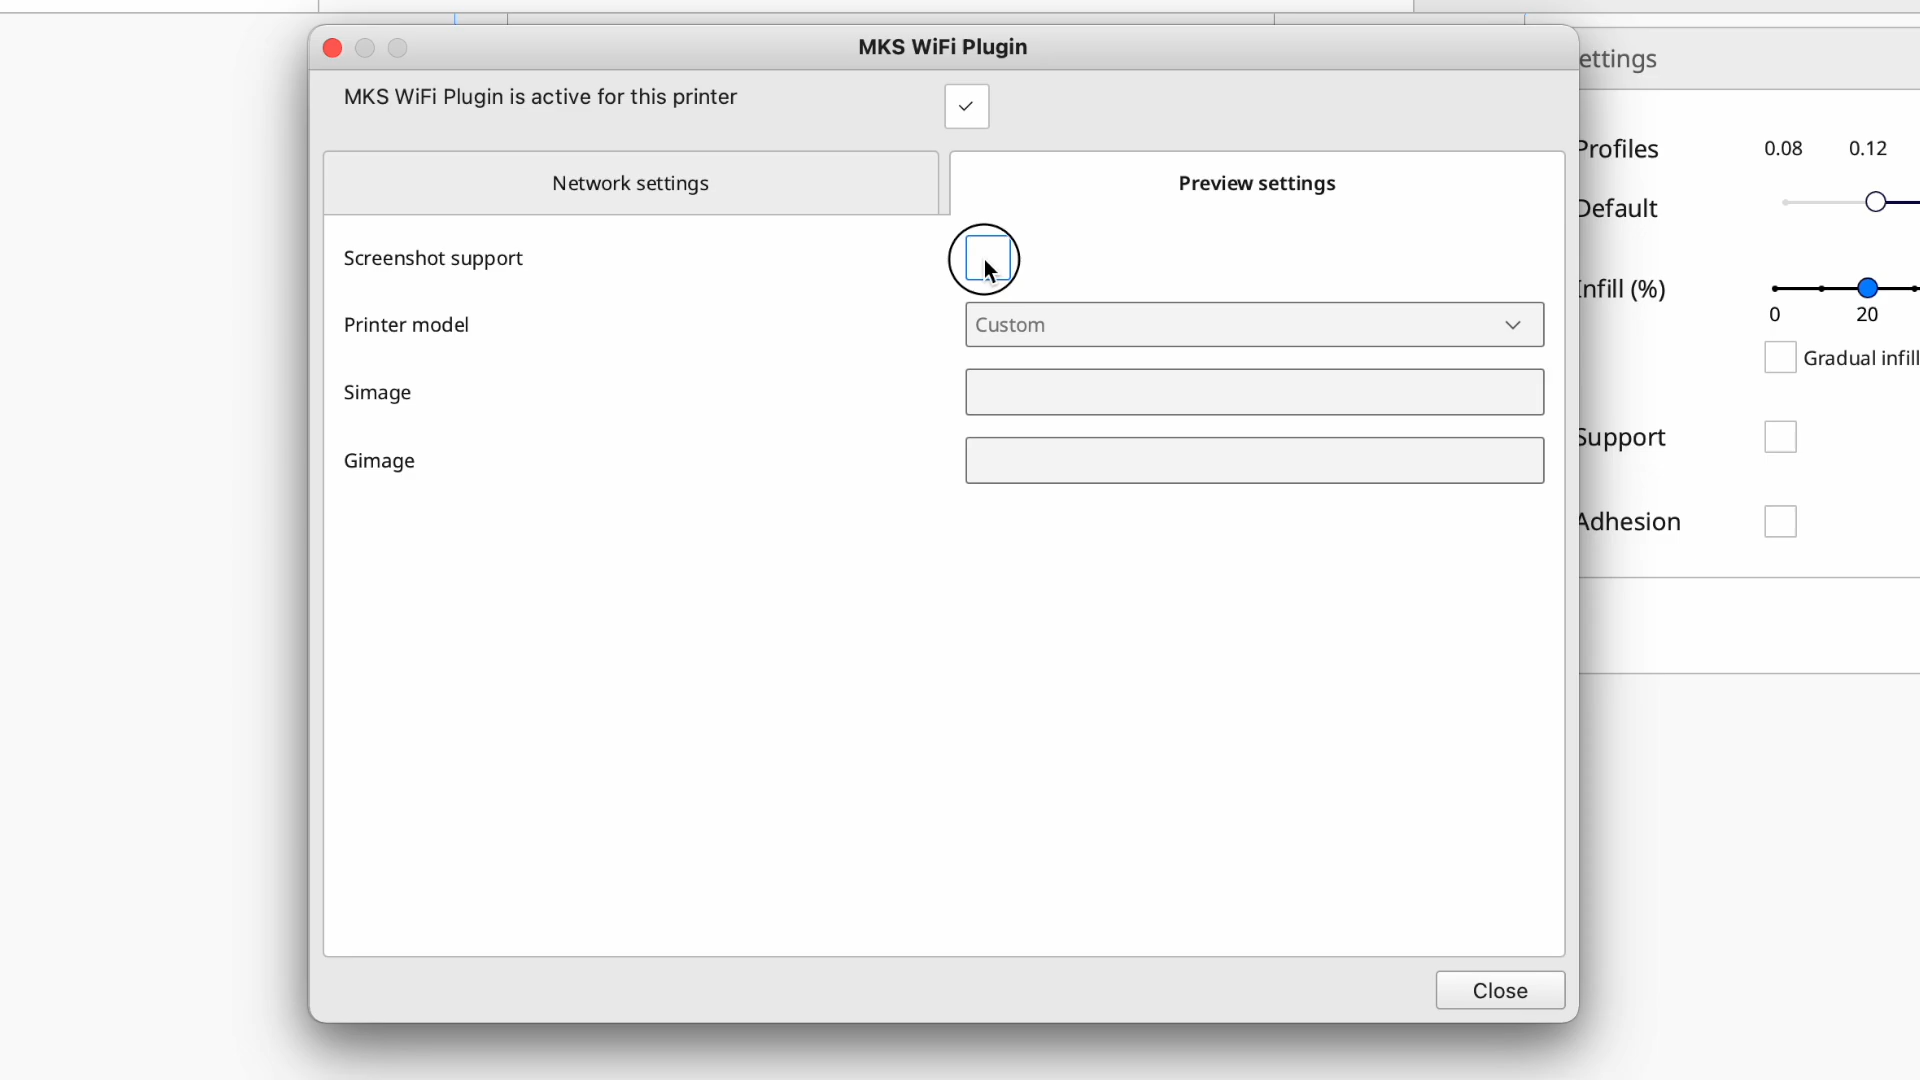 MKS WiFi Plugin
MKS WiFi Plugin is active for this printer
Network settings
Preview settings
Screenshot support
Printer model
Custom
Simage
Gimage
Close
ettings
Profiles
0.08 0.12
Default
Infill (%)
0 20
Gradual infill
Support
Adhesion